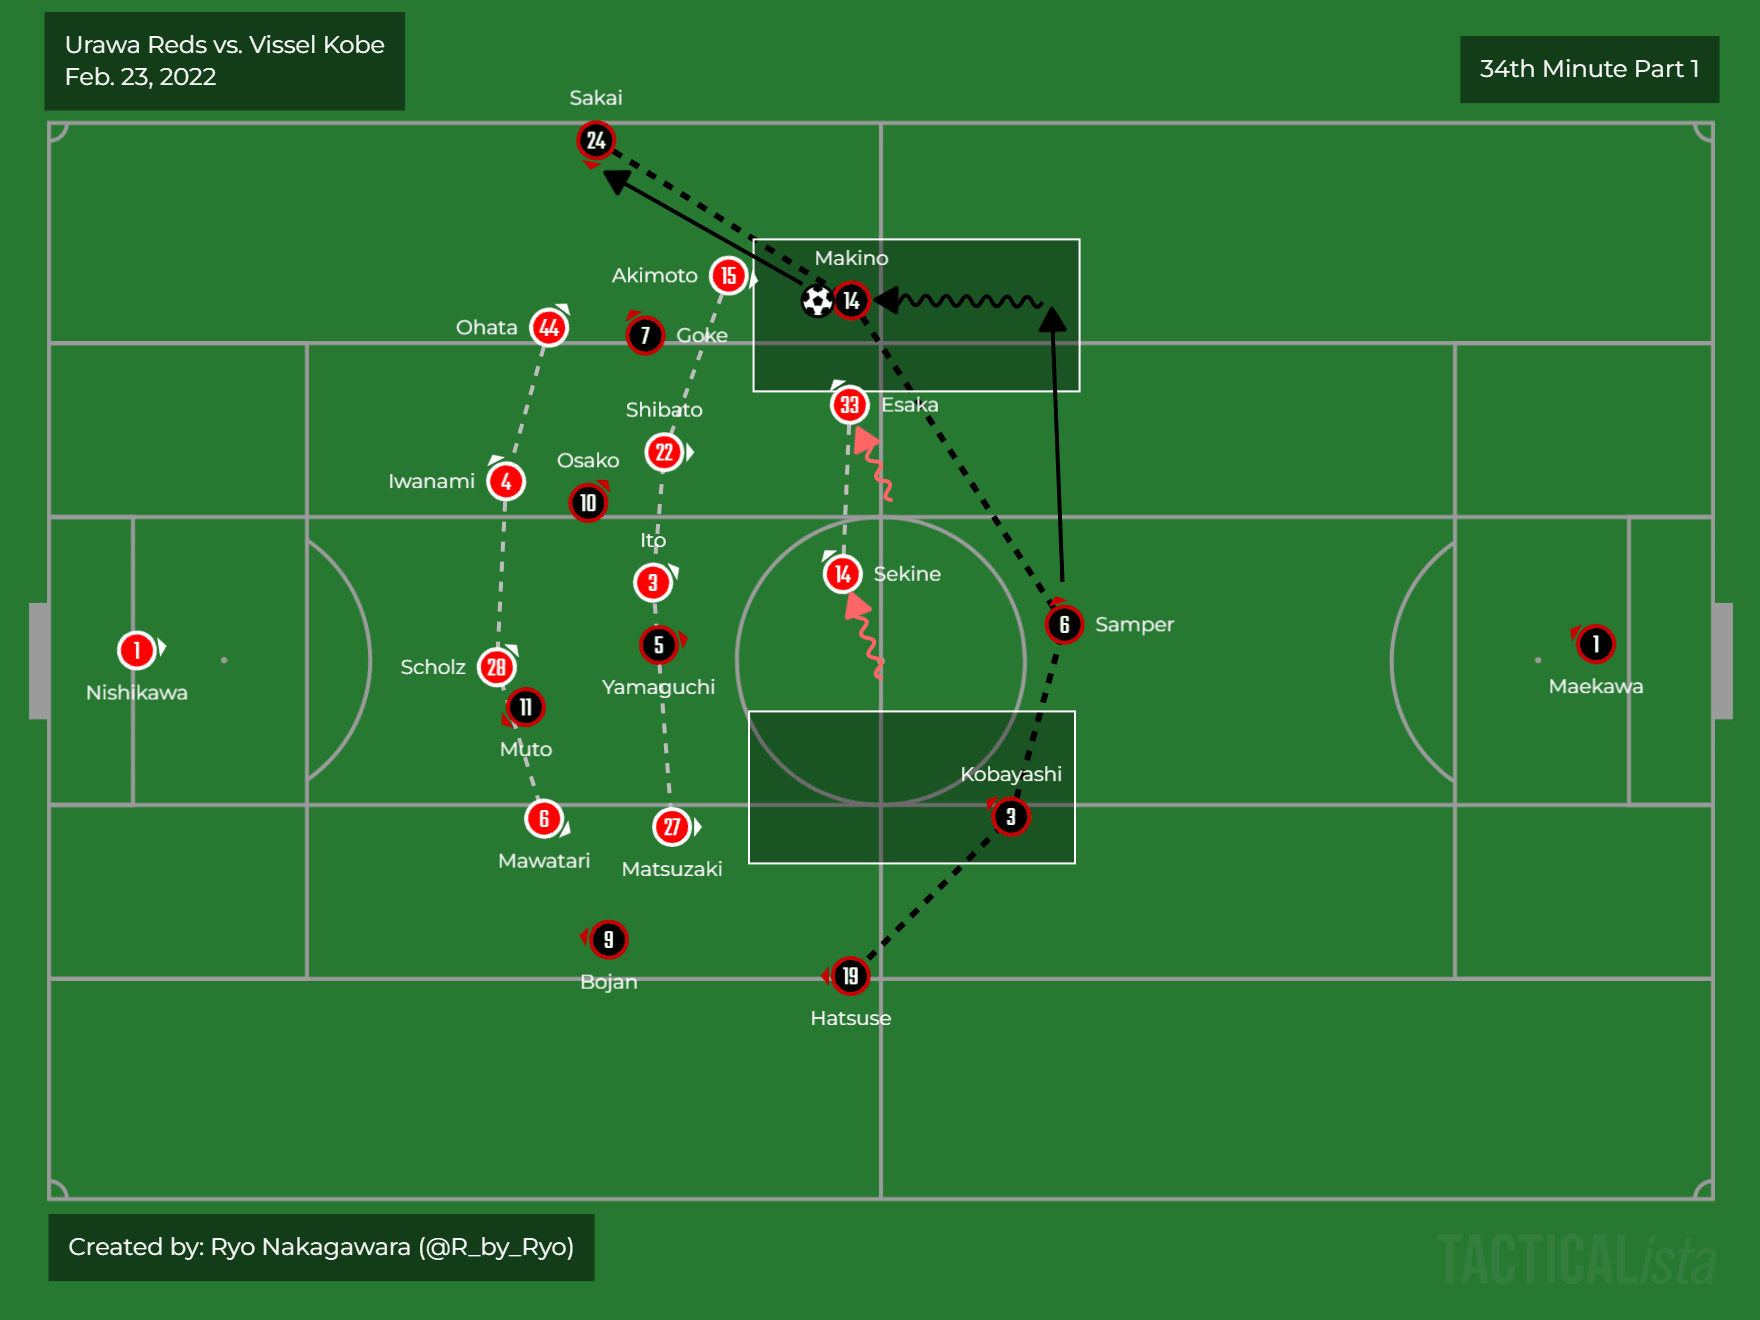 Urawa Reds vs. Vissel Kobe
Feb. 23, 2022
34th Minute Part 1
Sakai
24
Makino
14
Akimoto
15
Ohata
44
7
Goke
33
Esaka
Shibato
22
Osako
10
Iwanami
4
Ito
3
14
Sekine
6
Samper
5
Yamaguchi
1
Nishikawa
1
Maekawa
Scholz
28
11
Muto
Kobayashi
3
6
Mawatari
27
Matsuzaki
9
Bojan
19
Hatsuse
Created by: Ryo Nakagawara (@R_by_Ryo)
TACTICALista